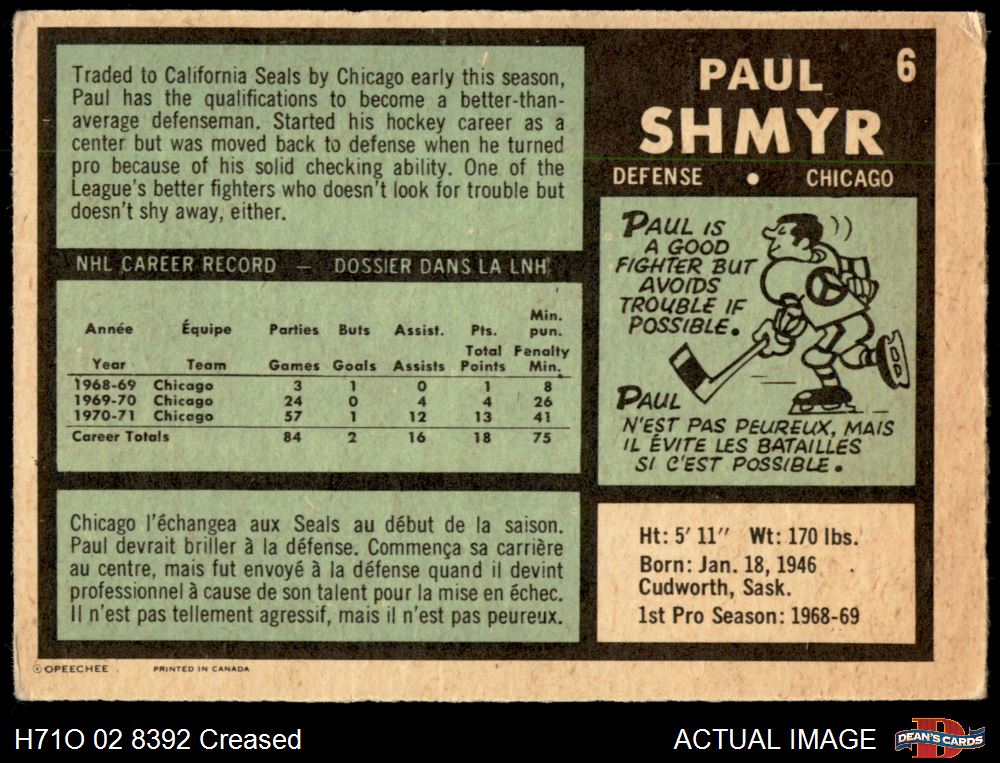 Traded to California Seals by Chicago early this season,
Paul has the qualifications to become a better-than-
average defenseman. Started his hockey career as a
center but was moved back to defense when he turned
pro because of his solid checking ability. One of the
League's better fighters who doesn't look for trouble but
doesn't shy away, either.
6
PAUL
SHMYR
DEFENSE • CHICAGO
PAUL IS
A GOOD
FIGHTER BUT
AVOIDS
TROUBLE IF
POSSIBLE.
PAUL
N'EST PAS PEUREUX, MAIS
IL ÉVITE LES BATAILLES
SI C'EST POSSIBLE.
NHL CAREER RECORD — DOSSIER DANS LA LNH
Année Équipe Parties Buts Assist. Pts. Min. pun.
Year Team Games Goals Assists Total Points Penalty Min.
1968-69 Chicago 3 1 0 1 8
1969-70 Chicago 24 0 4 4 26
1970-71 Chicago 57 1 12 13 41
Career Totals 84 2 16 18 75
Chicago l'échangea aux Seals au début de la saison.
Paul devrait briller à la défense. Commença sa carrière
au centre, mais fut envoyé à la défense quand il devint
professionnel à cause de son talent pour la mise en échec.
Il n'est pas tellement agressif, mais il n'est pas peureux.
Ht: 5' 11" Wt: 170 lbs.
Born: Jan. 18, 1946
Cudworth, Sask.
1st Pro Season: 1968-69
© OPEECHEE PRINTED IN CANADA
H71O 02 8392 Creased
ACTUAL IMAGE
D
DEAN'S CARDS